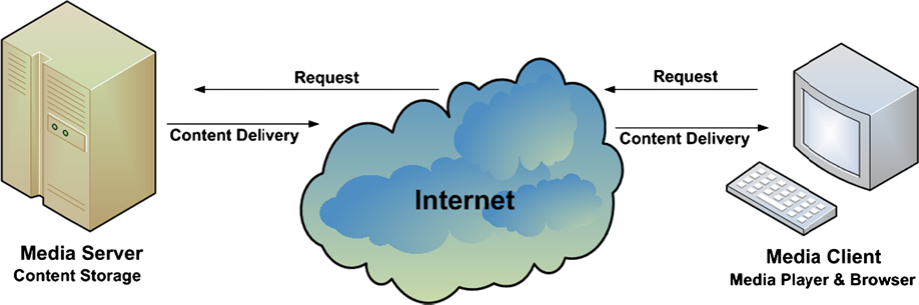 Request
Request
Content Delivery
Content Delivery
Internet
Media Server
Content Storage
Media Client
Media Player & Browser